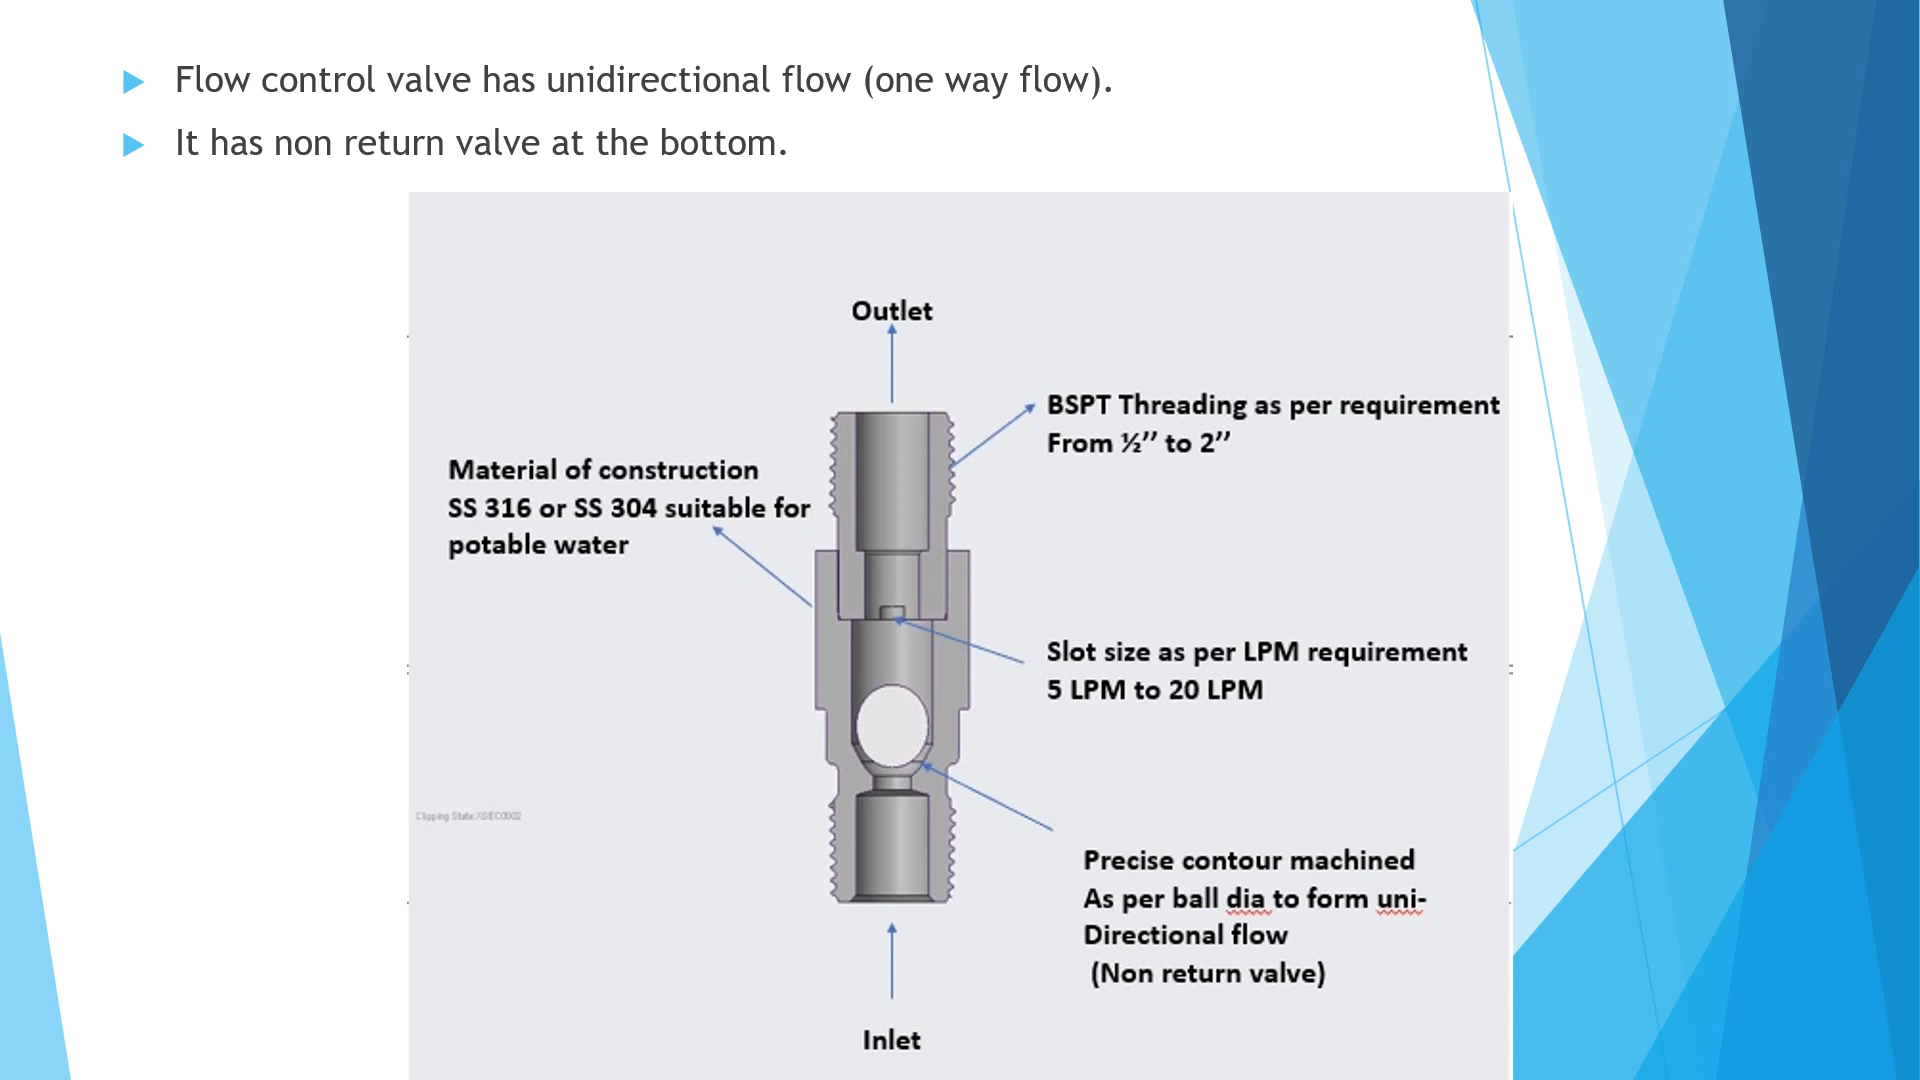 Flow control valve has unidirectional flow (one way flow).
It has non return valve at the bottom.
Outlet
BSPT Threading as per requirement
From ½’’ to 2’’
Material of construction
SS 316 or SS 304 suitable for
potable water
Slot size as per LPM requirement
5 LPM to 20 LPM
Clipping State:XSEC0002
Precise contour machined
As per ball dia to form uni-
Directional flow
(Non return valve)
Inlet